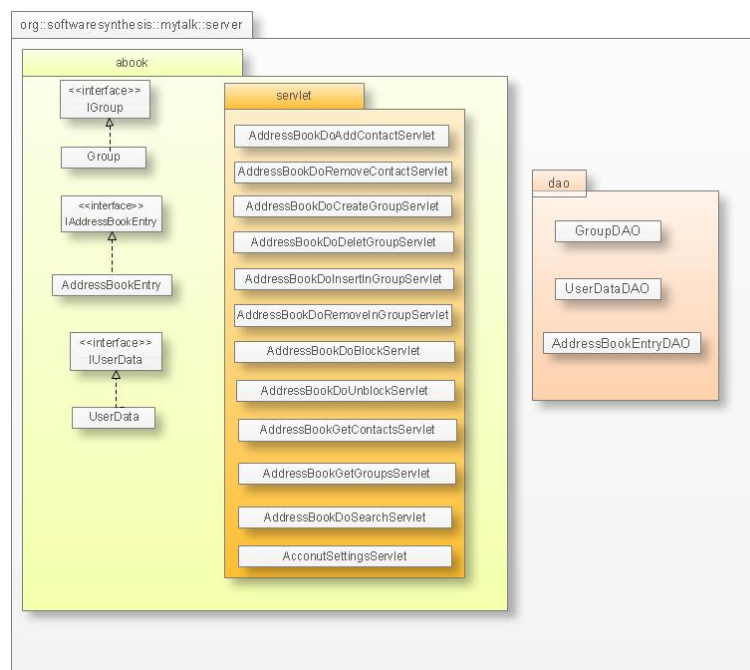 org::softwaresynthesis::mytalk::server
abook
<<interface>>
IGroup
Group
<<interface>>
IAddressBookEntry
AddressBookEntry
<<interface>>
IUserData
UserData
servlet
AddressBookDoAddContactServlet
AddressBookDoRemoveContactServlet
AddressBookDoCreateGroupServlet
AddressBookDoDeletGroupServlet
AddressBookDoInsertInGroupServlet
AddressBookDoRemoveInGroupServlet
AddressBookDoBlockServlet
AddressBookDoUnblockServlet
AddressBookGetContactsServlet
AddressBookGetGroupsServlet
AddressBookDoSearchServlet
AcconutSettingsServlet
dao
GroupDAO
UserDataDAO
AddressBookEntryDAO